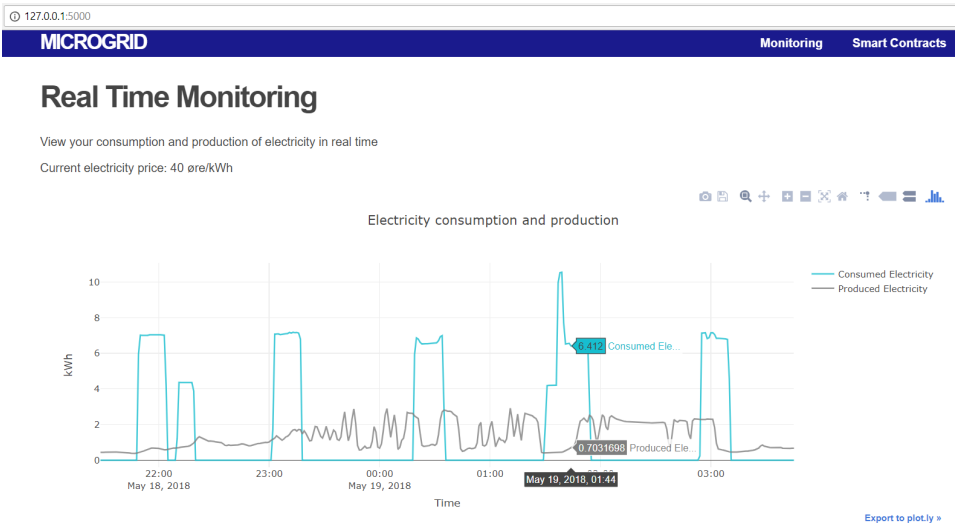 127.0.0.1:5000
MICROGRID
Monitoring Smart Contracts
Real Time Monitoring
View your consumption and production of electricity in real time
Current electricity price: 40 øre/kWh
Electricity consumption and production
Consumed Electricity
Produced Electricity
kWh
10
8
6
4
2
0
6.412 Consumed Ele...
0.7031698 Produced Ele...
22:00 23:00 00:00 01:00 03:00
May 18, 2018 May 19, 2018
May 19, 2018, 01:44
Time
Export to plot.ly »